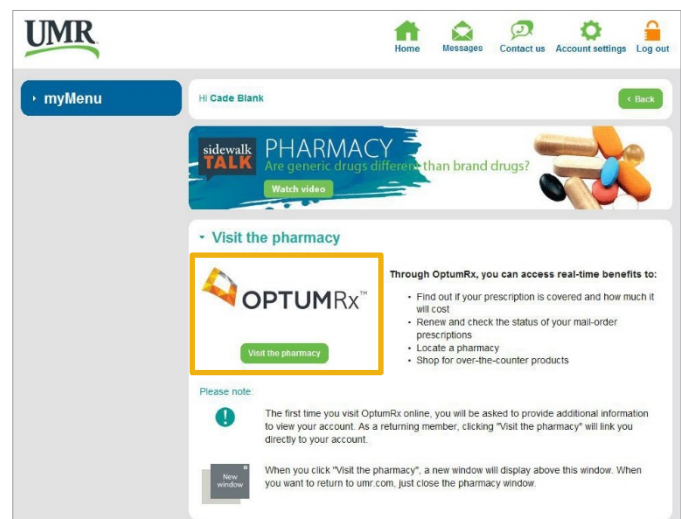 UMR
Home
Messages
Contact us
Account settings
Log out
myMenu
Hi Cade Blank
< Back
sidewalk
TALK
PHARMACY
Are generic drugs different than brand drugs?
Watch video
Visit the pharmacy
OPTUMRx™
Visit the pharmacy
Through OptumRx, you can access real-time benefits to:
• Find out if your prescription is covered and how much it
will cost
• Renew and check the status of your mail-order
prescriptions
• Locate a pharmacy
• Shop for over-the-counter products
Please note:
!
The first time you visit OptumRx online, you will be asked to provide additional information
to view your account. As a returning member, clicking "Visit the pharmacy" will link you
directly to your account.
New
window
When you click "Visit the pharmacy", a new window will display above this window. When
you want to return to umr.com, just close the pharmacy window.